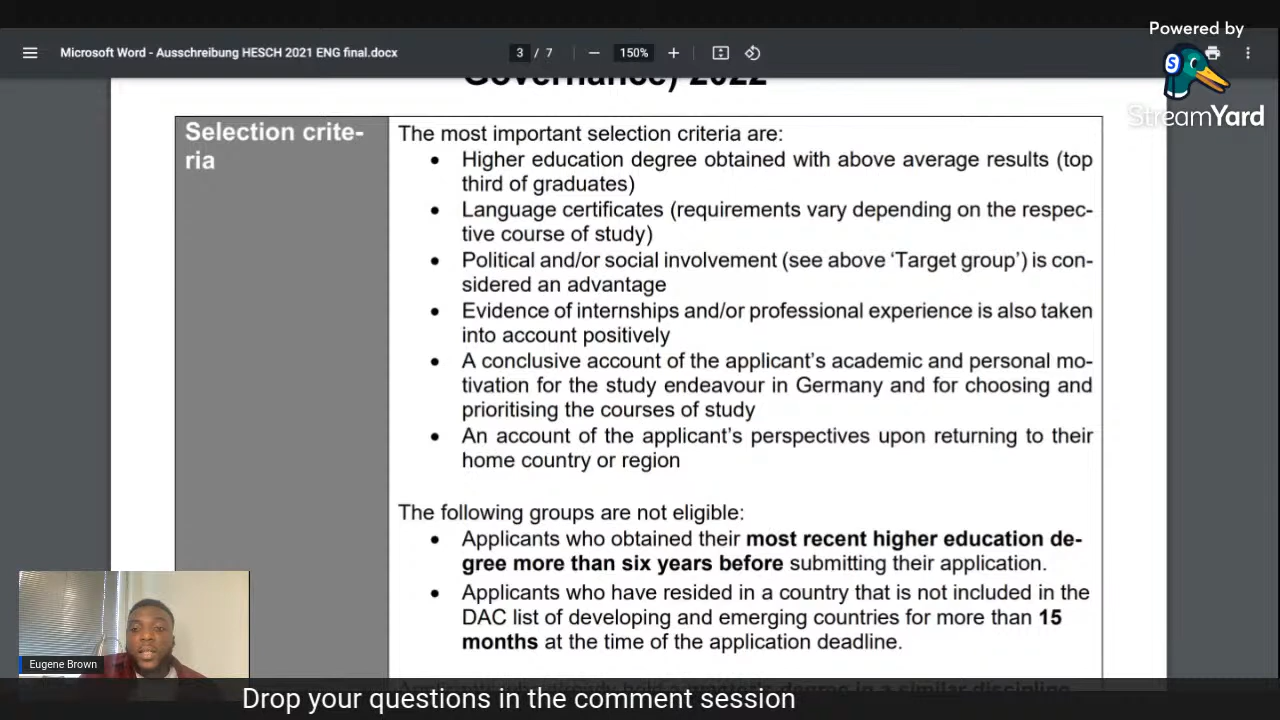 Powered by
StreamYard
Microsoft Word - Ausschreibung HESCH 2021 ENG final.docx
3 / 7
150%
Governance) 2022
Selection crite-
ria
The most important selection criteria are:
• Higher education degree obtained with above average results (top
third of graduates)
• Language certificates (requirements vary depending on the respec-
tive course of study)
• Political and/or social involvement (see above ‘Target group’) is con-
sidered an advantage
• Evidence of internships and/or professional experience is also taken
into account positively
• A conclusive account of the applicant’s academic and personal mo-
tivation for the study endeavour in Germany and for choosing and
prioritising the courses of study
• An account of the applicant’s perspectives upon returning to their
home country or region
The following groups are not eligible:
• Applicants who obtained their most recent higher education de-
gree more than six years before submitting their application.
• Applicants who have resided in a country that is not included in the
DAC list of developing and emerging countries for more than 15
months at the time of the application deadline.
Eugene Brown
Drop your questions in the comment session